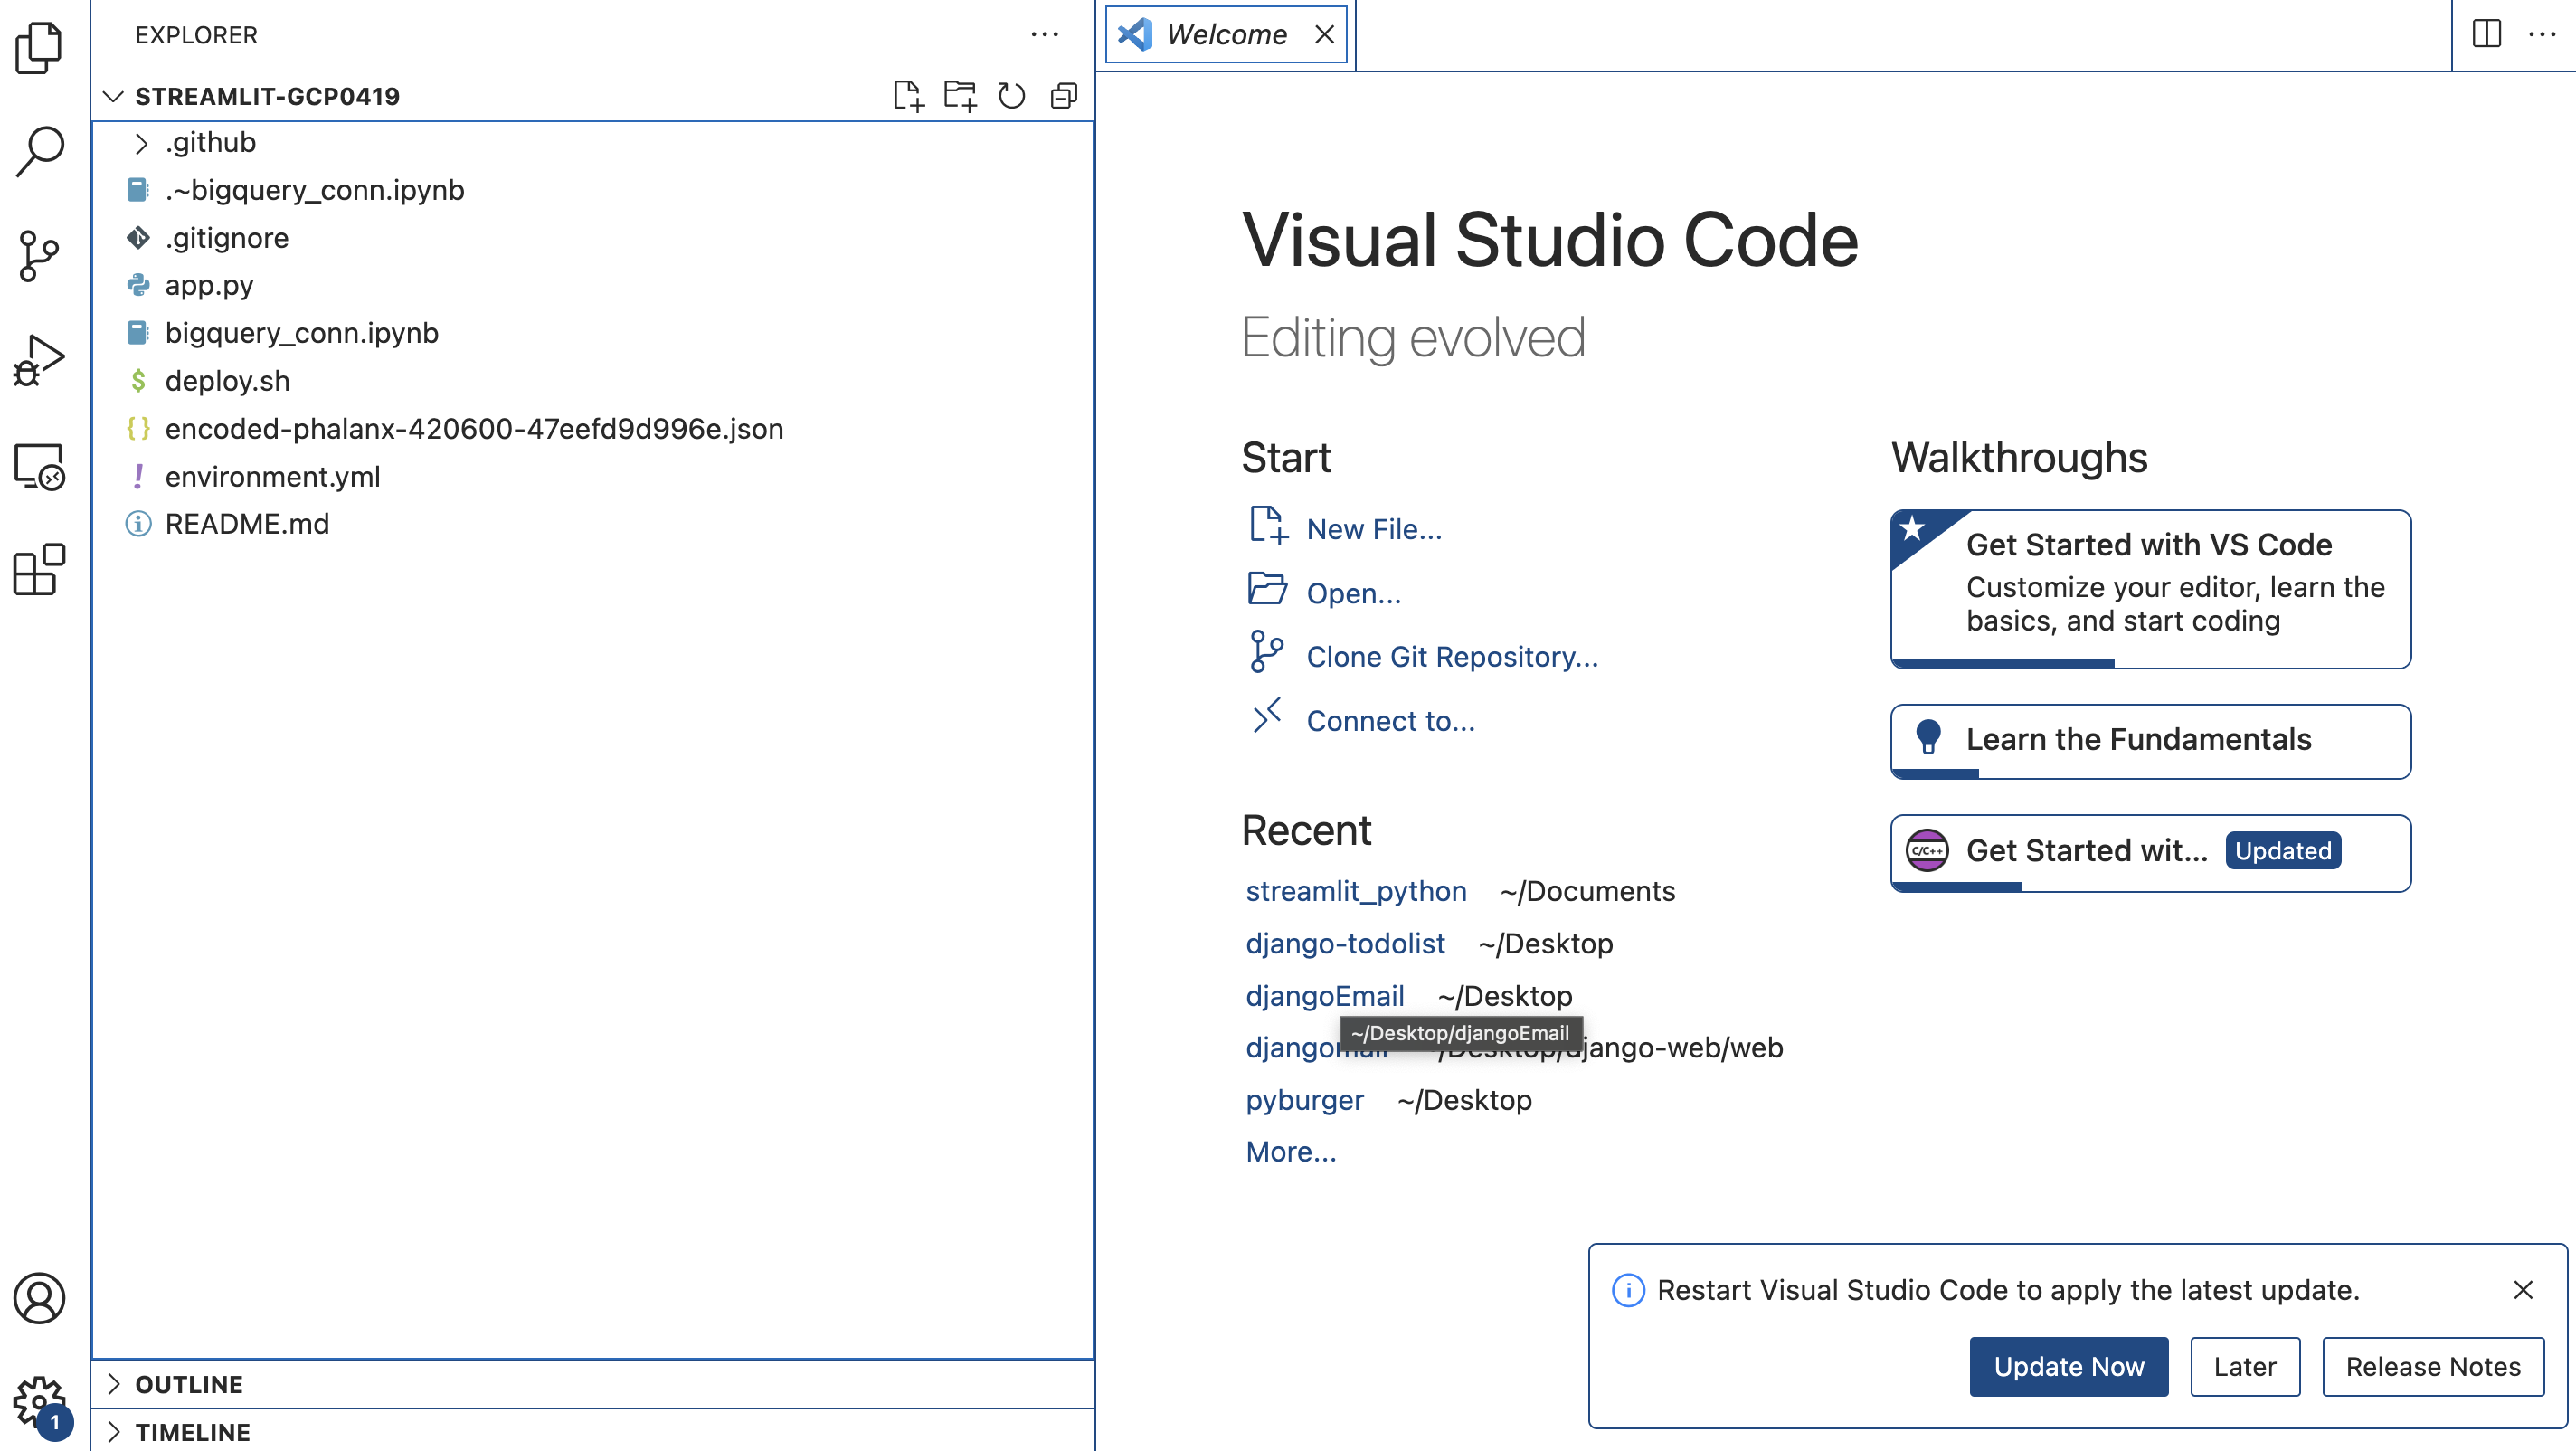 EXPLORER
STREAMLIT-GCP0419
.github
.~bigquery_conn.ipynb
.gitignore
app.py
bigquery_conn.ipynb
deploy.sh
encoded-phalanx-420600-47eefd9d996e.json
environment.yml
README.md
OUTLINE
TIMELINE
1
Welcome
Visual Studio Code
Editing evolved
Start
New File...
Open...
Clone Git Repository...
Connect to...
Recent
streamlit_python ~/Documents
django-todolist ~/Desktop
djangoEmail ~/Desktop
~/Desktop/djangoEmail
~/Desktop/django-web/web
pyburger ~/Desktop
More...
Walkthroughs
Get Started with VS Code
Customize your editor, learn the
basics, and start coding
Learn the Fundamentals
C/C++
Get Started wit... Updated
Restart Visual Studio Code to apply the latest update.
Update Now Later Release Notes